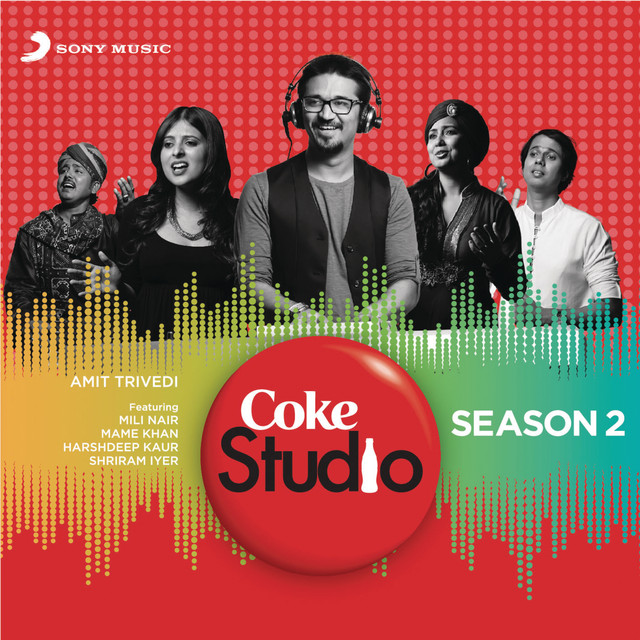 SONY MUSIC
AMIT TRIVEDI
Featuring
MILI NAIR
MAME KHAN
HARSHDEEP KAUR
SHRIRAM IYER
Coke
Studio
SEASON 2